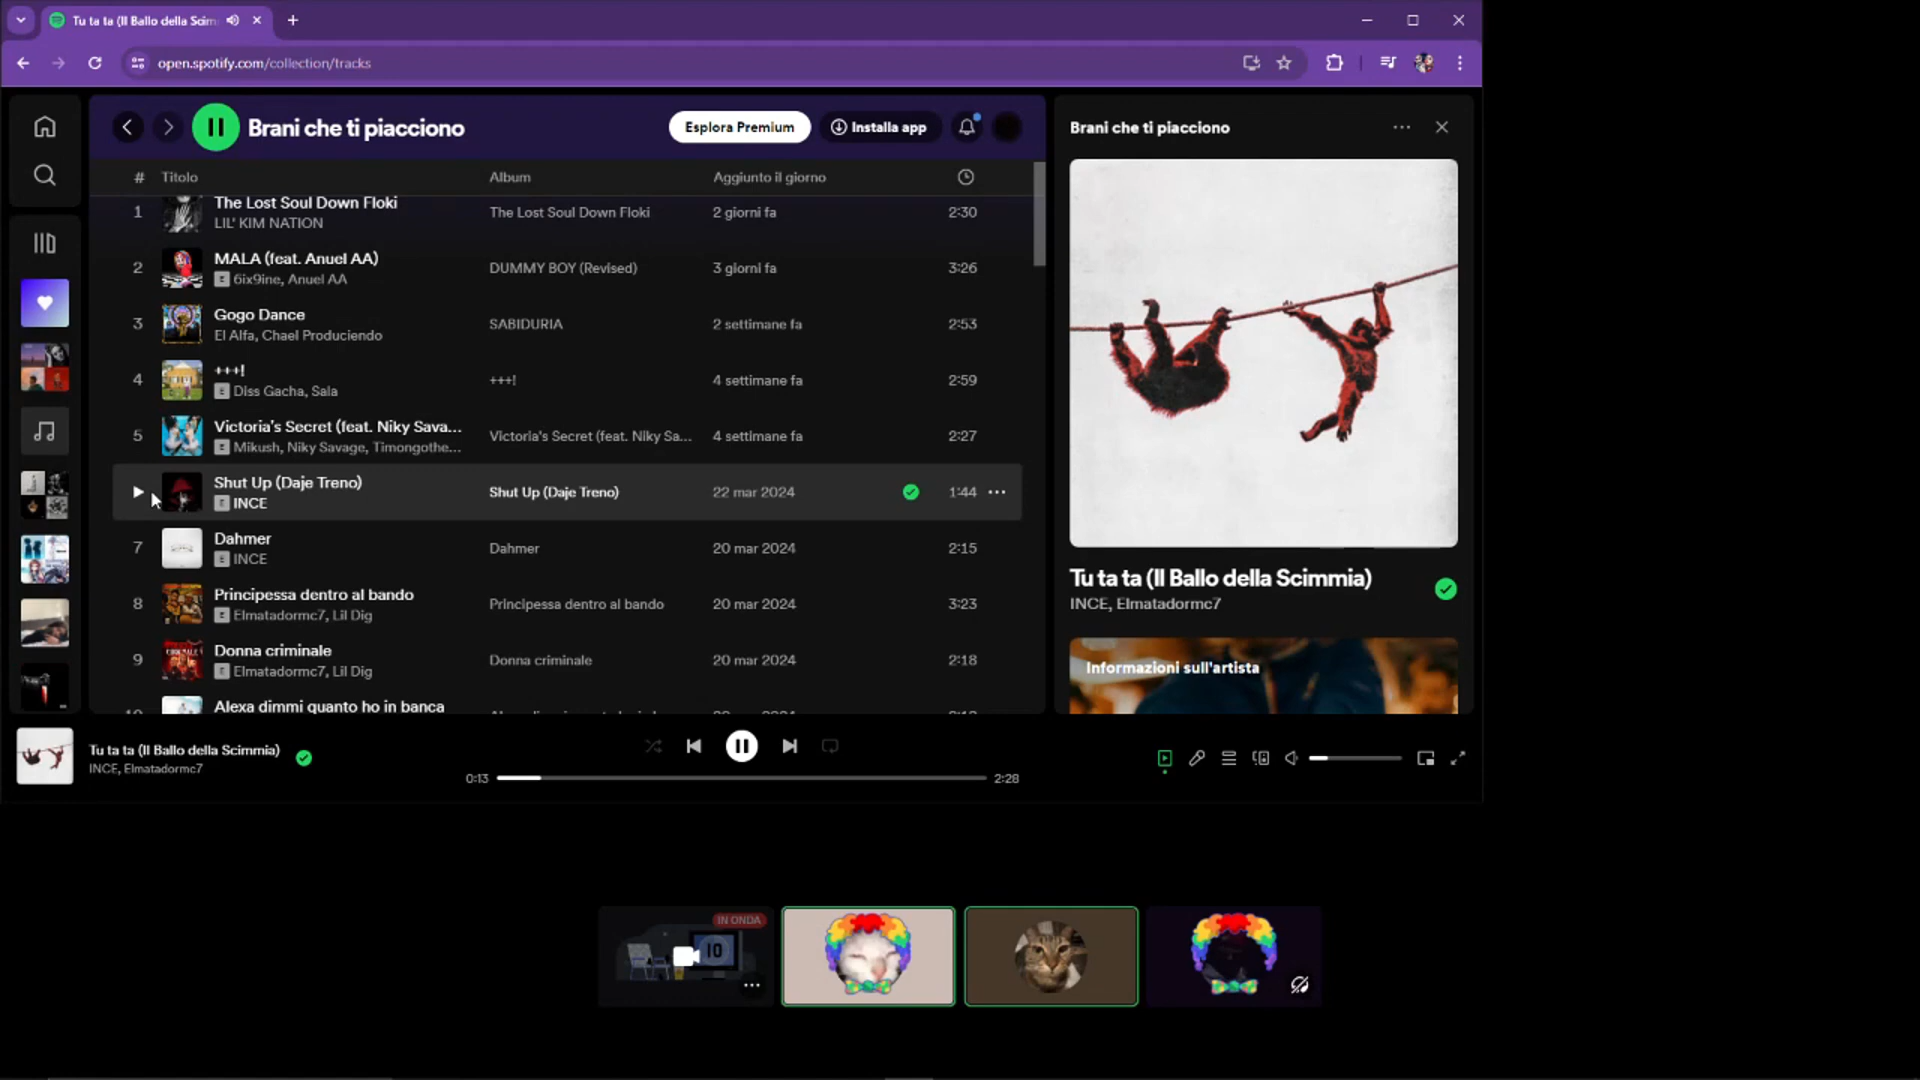 Tu ta ta (Il Ballo della Scim
open.spotify.com/collection/tracks
Brani che ti piacciono
Esplora Premium
Installa app
# Titolo Album Aggiunto il giorno
1 The Lost Soul Down Floki The Lost Soul Down Floki 2 giorni fa 2:30
LIL' KIM NATION
2 MALA (feat. Anuel AA) DUMMY BOY (Revised) 3 giorni fa 3:26
E 6ix9ine, Anuel AA
3 Gogo Dance SABIDURIA 2 settimane fa 2:53
El Alfa, Chael Produciendo
4 +++! +++! 4 settimane fa 2:59
E Diss Gacha, Sala
5 Victoria's Secret (feat. Niky Sava... Victoria's Secret (feat. Niky Sa... 4 settimane fa 2:27
E Mikush, Niky Savage, Timongothe...
Shut Up (Daje Treno) Shut Up (Daje Treno) 22 mar 2024 1:44
E INCE
7 Dahmer Dahmer 20 mar 2024 2:15
E INCE
8 Principessa dentro al bando Principessa dentro al bando 20 mar 2024 3:23
E Elmatadormc7, Lil Dig
9 Donna criminale Donna criminale 20 mar 2024 2:18
E Elmatadormc7, Lil Dig
Alexa dimmi quanto ho in banca
Brani che ti piacciono
Tu ta ta (Il Ballo della Scimmia)
INCE, Elmatadormc7
Informazioni sull'artista
Tu ta ta (Il Ballo della Scimmia)
INCE, Elmatadormc7
0:13
2:28
IN ONDA
10